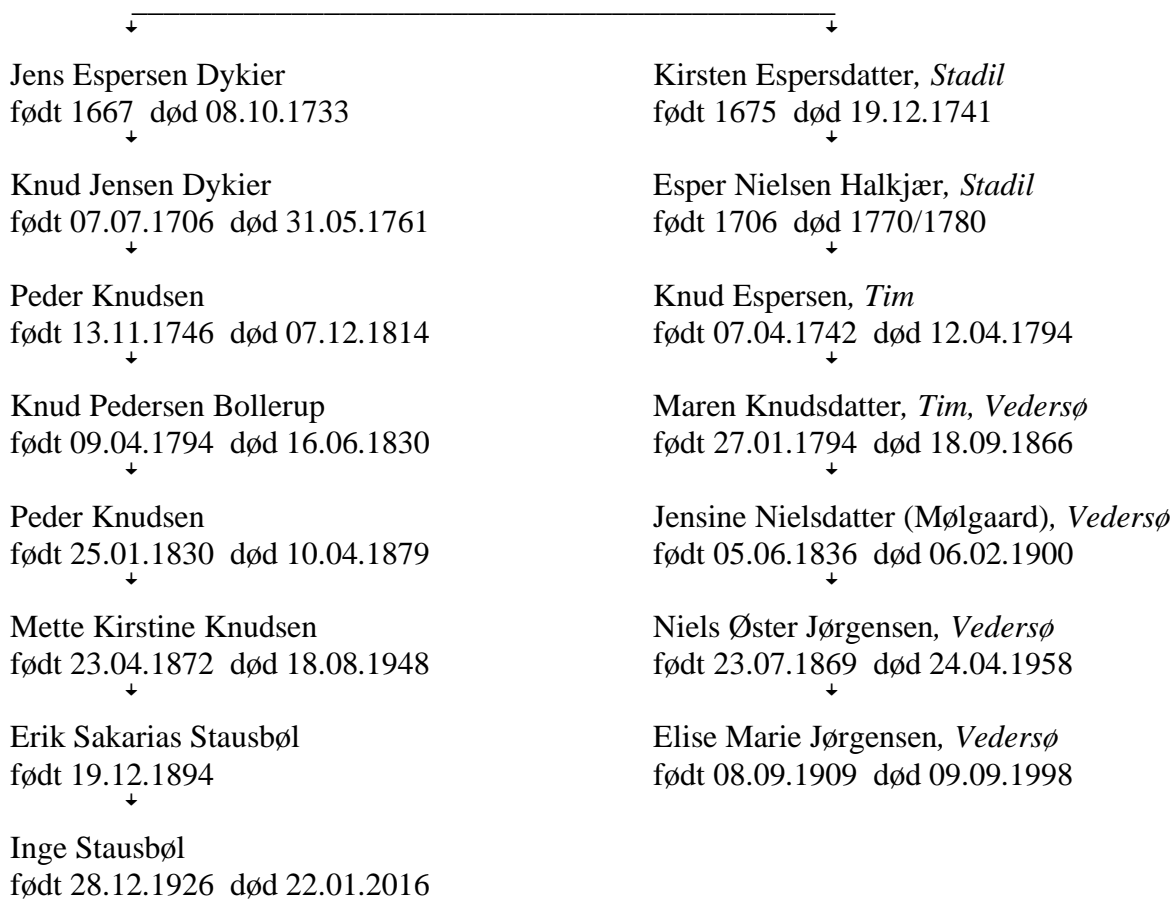 Jens Espersen Dykier
født 1667 død 08.10.1733
Knud Jensen Dykier
født 07.07.1706 død 31.05.1761
Peder Knudsen
født 13.11.1746 død 07.12.1814
Knud Pedersen Bollerup
født 09.04.1794 død 16.06.1830
Peder Knudsen
født 25.01.1830 død 10.04.1879
Mette Kirstine Knudsen
født 23.04.1872 død 18.08.1948
Erik Sakarias Stausbøl
født 19.12.1894
Inge Stausbøl
født 28.12.1926 død 22.01.2016
Kirsten Espersdatter, Stadil
født 1675 død 19.12.1741
Esper Nielsen Halkjær, Stadil
født 1706 død 1770/1780
Knud Espersen, Tim
født 07.04.1742 død 12.04.1794
Maren Knudsdatter, Tim, Vedersø
født 27.01.1794 død 18.09.1866
Jensine Nielsdatter (Mølgaard), Vedersø
født 05.06.1836 død 06.02.1900
Niels Øster Jørgensen, Vedersø
født 23.07.1869 død 24.04.1958
Elise Marie Jørgensen, Vedersø
født 08.09.1909 død 09.09.1998